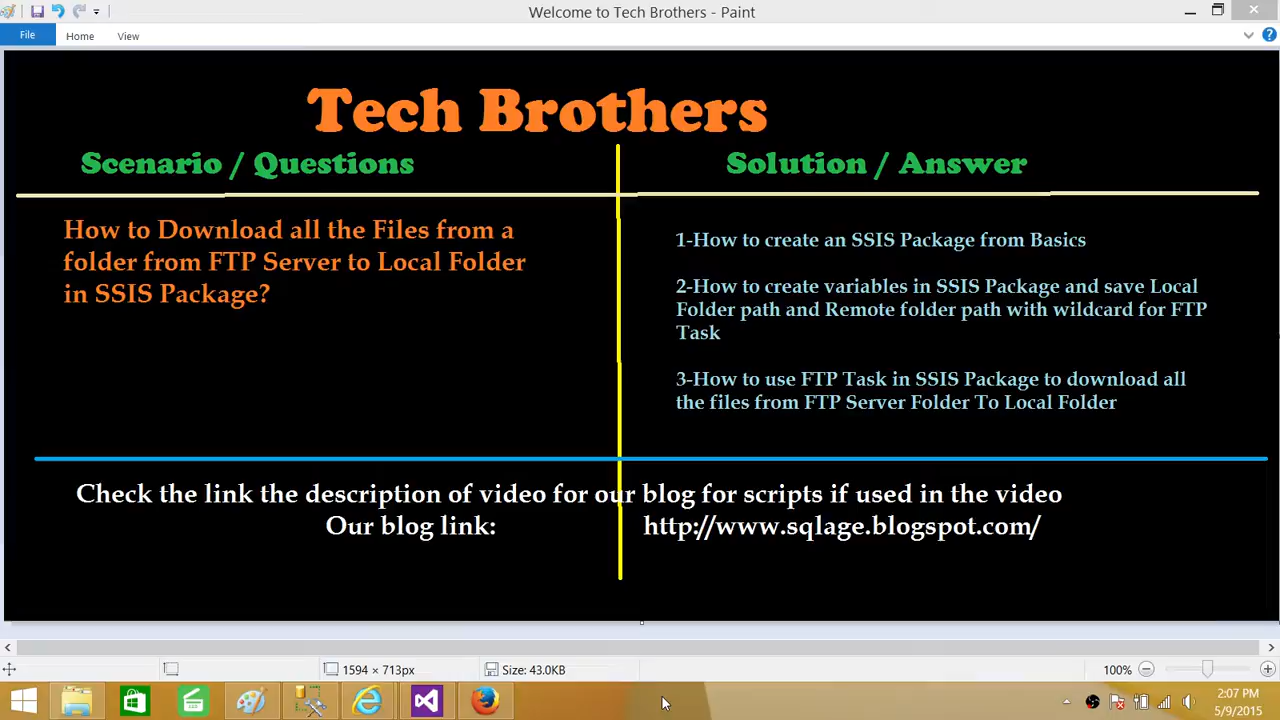 Welcome to Tech Brothers - Paint
File
Home
View
Tech Brothers
Scenario / Questions
Solution / Answer
How to Download all the Files from a
folder from FTP Server to Local Folder
in SSIS Package?
1-How to create an SSIS Package from Basics
2-How to create variables in SSIS Package and save Local
Folder path and Remote folder path with wildcard for FTP
Task
3-How to use FTP Task in SSIS Package to download all
the files from FTP Server Folder To Local Folder
Check the link the description of video for our blog for scripts if used in the video
Our blog link:
http://www.sqlage.blogspot.com/
1594 × 713px
Size: 43.0KB
100%
2:07 PM
5/9/2015